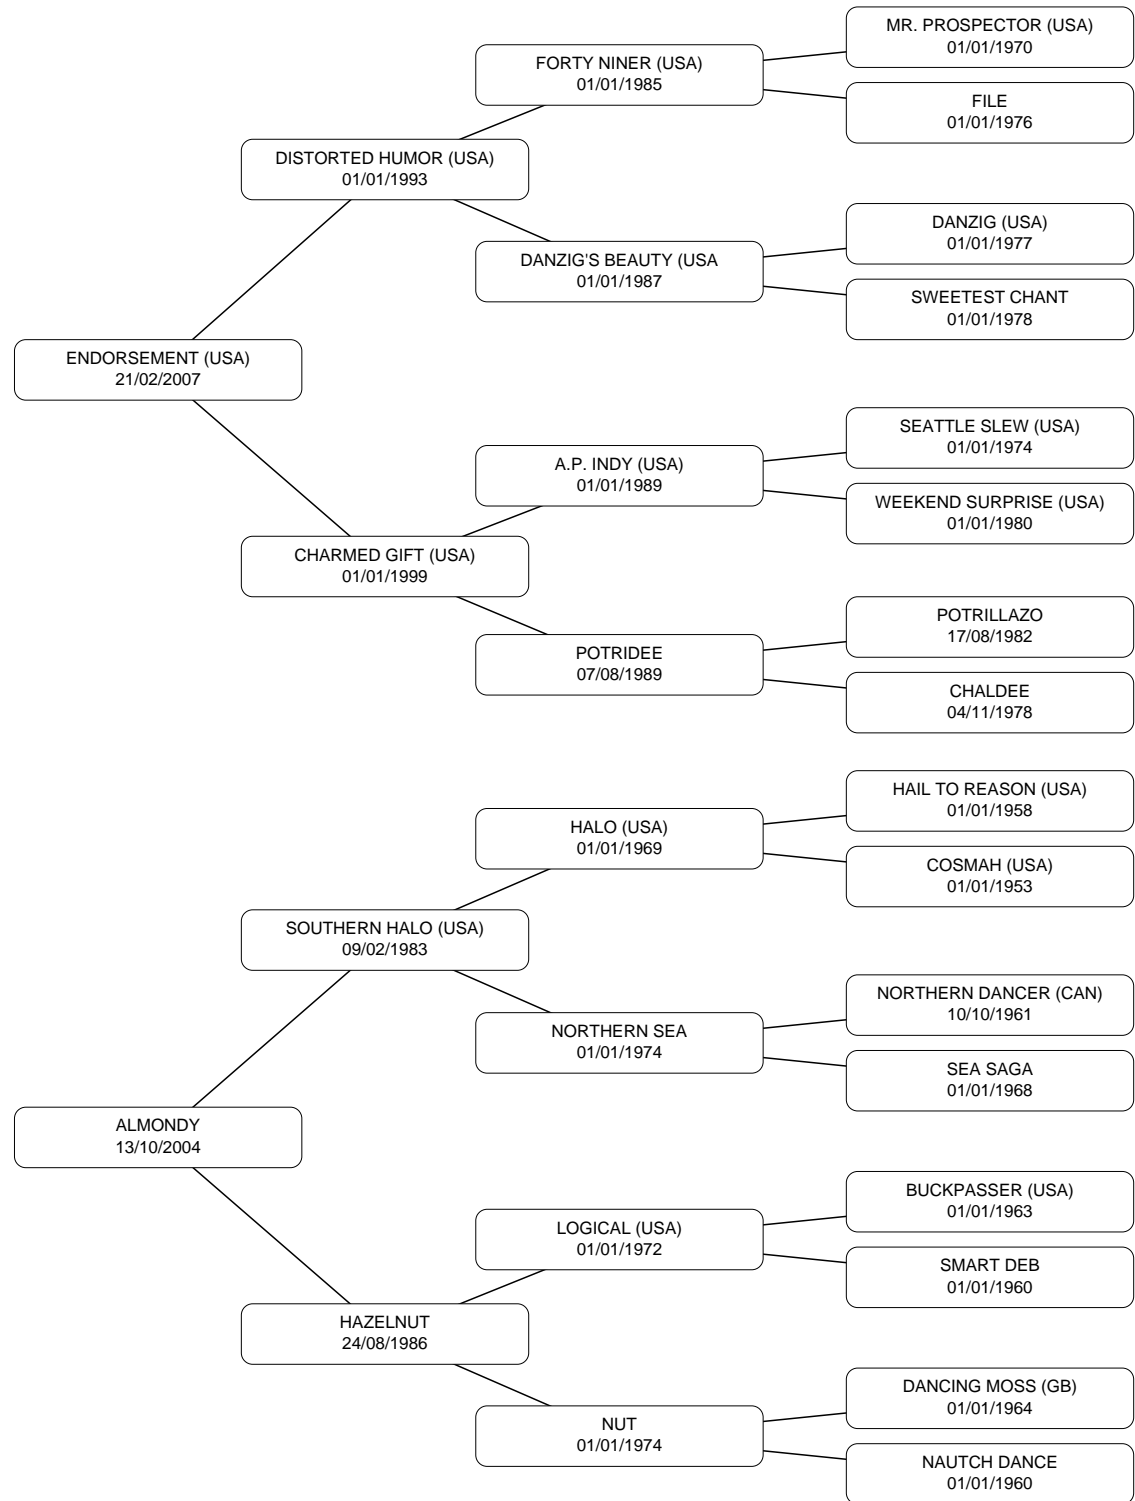 MR. PROSPECTOR (USA)
01/01/1970
FORTY NINER (USA)
01/01/1985
FILE
01/01/1976
DISTORTED HUMOR (USA)
01/01/1993
DANZIG (USA)
01/01/1977
DANZIG'S BEAUTY (USA
01/01/1987
SWEETEST CHANT
01/01/1978
ENDORSEMENT (USA)
21/02/2007
SEATTLE SLEW (USA)
01/01/1974
A.P. INDY (USA)
01/01/1989
WEEKEND SURPRISE (USA)
01/01/1980
CHARMED GIFT (USA)
01/01/1999
POTRILLAZO
17/08/1982
POTRIDEE
07/08/1989
CHALDEE
04/11/1978
HAIL TO REASON (USA)
01/01/1958
HALO (USA)
01/01/1969
COSMAH (USA)
01/01/1953
SOUTHERN HALO (USA)
09/02/1983
NORTHERN DANCER (CAN)
10/10/1961
NORTHERN SEA
01/01/1974
SEA SAGA
01/01/1968
ALMONDY
13/10/2004
BUCKPASSER (USA)
01/01/1963
LOGICAL (USA)
01/01/1972
SMART DEB
01/01/1960
HAZELNUT
24/08/1986
DANCING MOSS (GB)
01/01/1964
NUT
01/01/1974
NAUTCH DANCE
01/01/1960